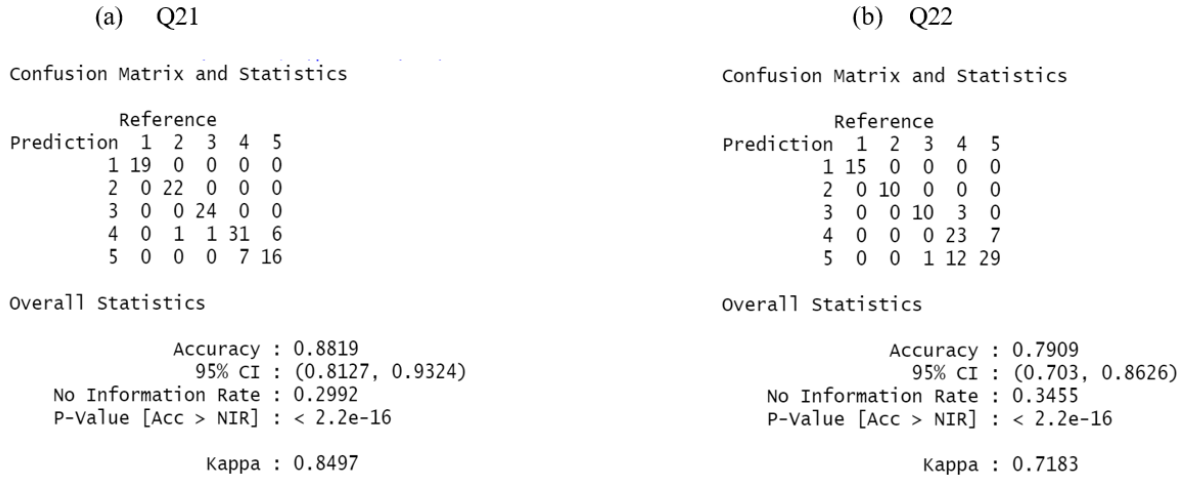 (a) Q21
Confusion Matrix and Statistics
Reference
Prediction 1 2 3 4 5
1 19 0 0 0 0
2 0 22 0 0 0
3 0 0 24 0 0
4 0 1 1 31 6
5 0 0 0 7 16
Overall Statistics
Accuracy : 0.8819
95% CI : (0.8127, 0.9324)
No Information Rate : 0.2992
P-Value [Acc > NIR] : < 2.2e-16
Kappa : 0.8497
(b) Q22
Confusion Matrix and Statistics
Reference
Prediction 1 2 3 4 5
1 15 0 0 0 0
2 0 10 0 0 0
3 0 0 10 3 0
4 0 0 0 23 7
5 0 0 1 12 29
Overall Statistics
Accuracy : 0.7909
95% CI : (0.703, 0.8626)
No Information Rate : 0.3455
P-Value [Acc > NIR] : < 2.2e-16
Kappa : 0.7183